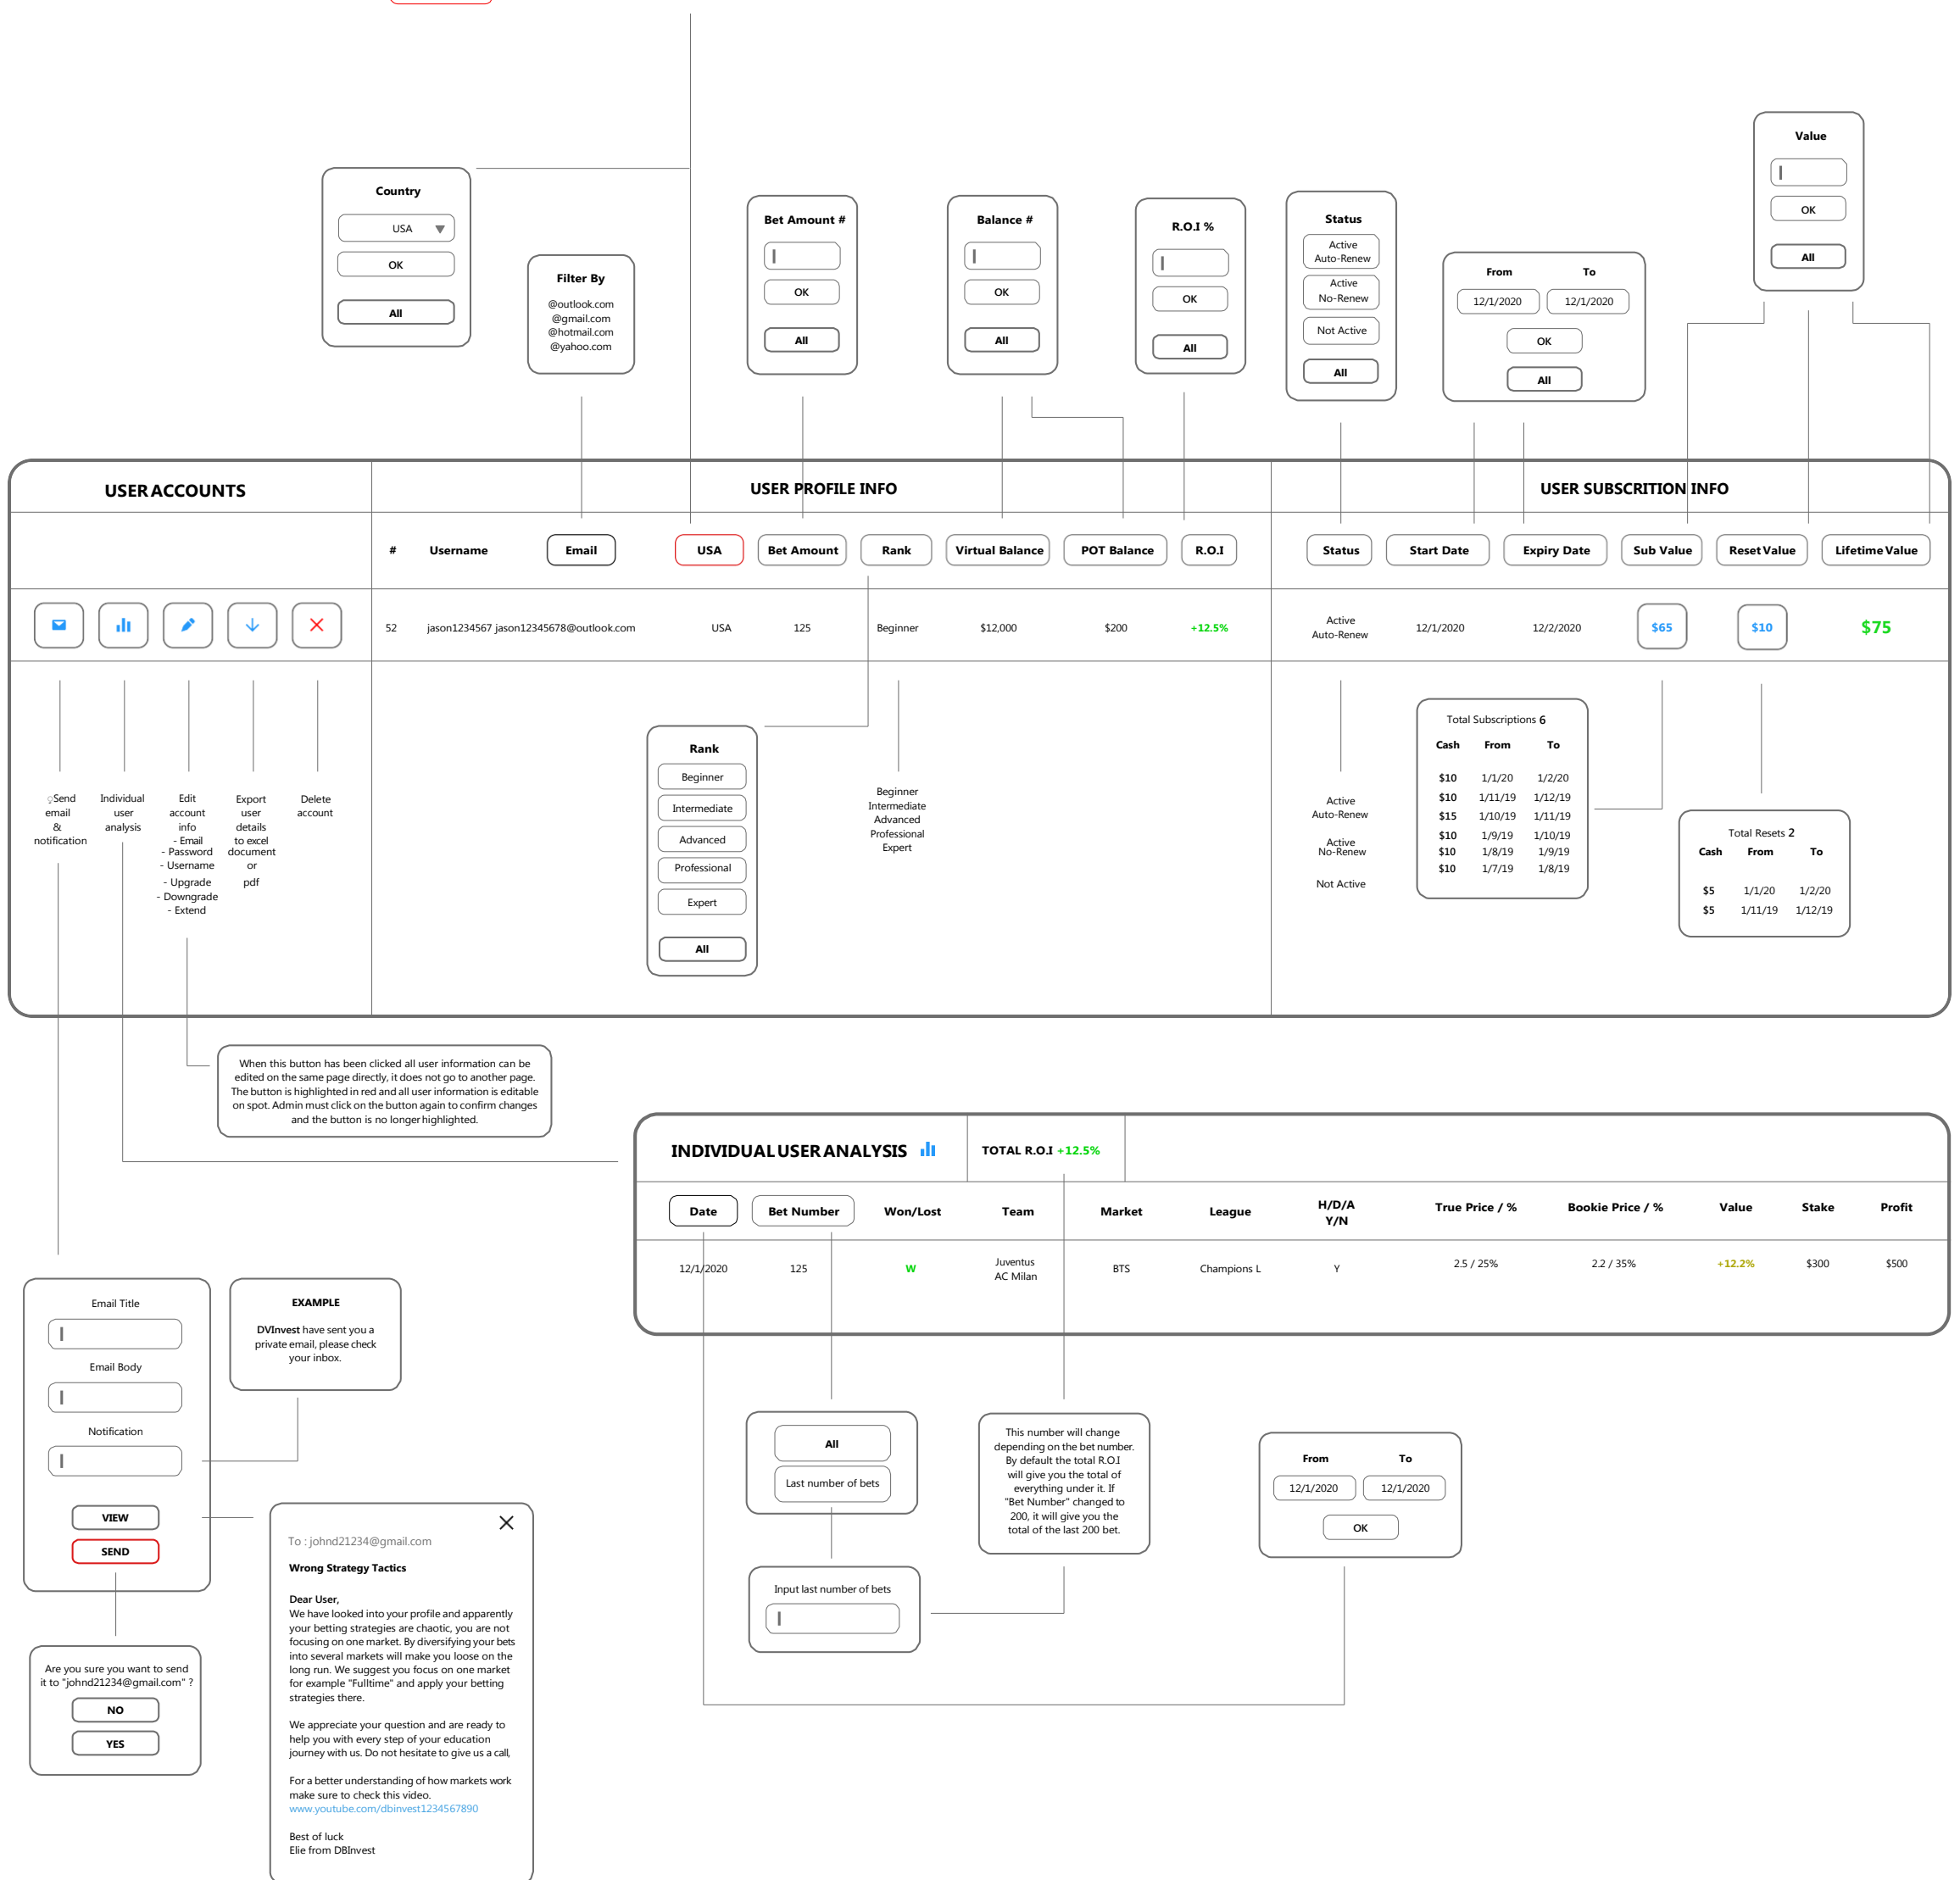 Value
OK
All
Country
USA
OK
All
Filter By
@outlook.com
@gmail.com
@hotmail.com
@yahoo.com
Bet Amount #
OK
All
Balance #
OK
All
R.O.I %
OK
All
Status
Active
Auto-Renew
Active
No-Renew
Not Active
All
From To
12/1/2020 12/1/2020
OK
All
USER ACCOUNTS USER PROFILE INFO USER SUBSCRITION INFO
# Username Email USA Bet Amount Rank Virtual Balance POT Balance R.O.I Status Start Date Expiry Date Sub Value Reset Value Lifetime Value
52 jason1234567 jason12345678@outlook.com USA 125 Beginner $12,000 $200 +12.5% Active
Auto-Renew 12/1/2020 12/2/2020 $65 $10 $75
Send
email
&
notification
Individual
user
analysis
Edit
account
info
- Email
- Password
- Username
- Upgrade
- Downgrade
- Extend
Export
user
details
to excel
document
or
pdf
Delete
account
Rank
Beginner
Intermediate
Advanced
Professional
Expert
All
Beginner
Intermediate
Advanced
Professional
Expert
Active
Auto-Renew
Active
No-Renew
Not Active
Total Subscriptions 6
Cash From To
$10 1/1/20 1/2/20
$10 1/11/19 1/12/19
$15 1/10/19 1/11/19
$10 1/9/19 1/10/19
$10 1/8/19 1/9/19
$10 1/7/19 1/8/19
Total Resets 2
Cash From To
$5 1/1/20 1/2/20
$5 1/11/19 1/12/19
When this button has been clicked all user information can be
edited on the same page directly, it does not go to another page.
The button is highlighted in red and all user information is editable
on spot. Admin must click on the button again to confirm changes
and the button is no longer highlighted.
INDIVIDUAL USER ANALYSIS TOTAL R.O.I +12.5%
Date Bet Number Won/Lost Team Market League H/D/A
Y/N True Price / % Bookie Price / % Value Stake Profit
12/1/2020 125 W Juventus
AC Milan BTS Champions L Y 2.5 / 25% 2.2 / 35% +12.2% $300 $500
Email Title
Email Body
Notification
VIEW
SEND
EXAMPLE
DVInvest have sent you a
private email, please check
your inbox.
All
Last number of bets
Input last number of bets
This number will change
depending on the bet number.
By default the total R.O.I
will give you the total of
everything under it. If
"Bet Number" changed to
200, it will give you the
total of the last 200 bet.
From To
12/1/2020 12/1/2020
OK
To : johnd21234@gmail.com
Wrong Strategy Tactics
Dear User,
We have looked into your profile and apparently
your betting strategies are chaotic, you are not
focusing on one market. By diversifying your bets
into several markets will make you loose on the
long run. We suggest you focus on one market
for example "Fulltime" and apply your betting
strategies there.
We appreciate your question and are ready to
help you with every step of your education
journey with us. Do not hesitate to give us a call,
For a better understanding of how markets work
make sure to check this video.
www.youtube.com/dbinvest1234567890
Best of luck
Elie from DBInvest
Are you sure you want to send
it to "johnd21234@gmail.com" ?
NO
YES